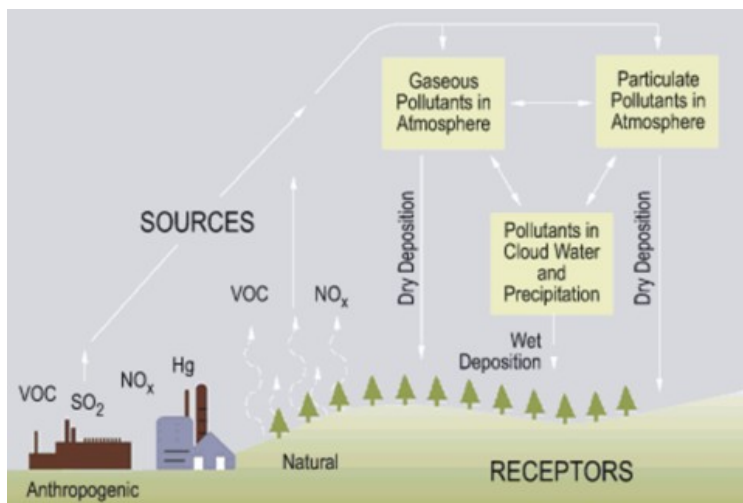 Gaseous
Pollutants in
Atmosphere
Particulate
Pollutants in
Atmosphere
SOURCES
Pollutants in
Cloud Water
and
Precipitation
Dry Deposition
Dry Deposition
VOC
NOx
Wet
Deposition
VOC
SO2
NOx
Hg
Natural
RECEPTORS
Anthropogenic